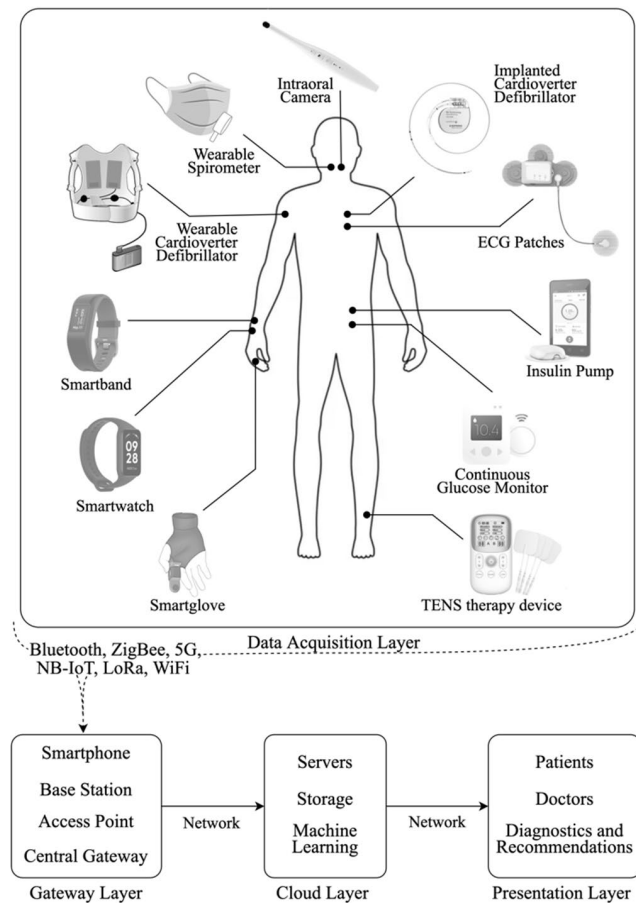 Intraoral
Camera
Implanted
Cardioverter
Defibrillator
Wearable
Spirometer
Wearable
Cardioverter
Defibrillator
ECG Patches
Smartband
Insulin Pump
10.4
09
28
Smartwatch
Continuous
Glucose Monitor
Smartglove
TENS therapy device
Data Acquisition Layer
Bluetooth, ZigBee, 5G,
NB-IoT, LoRa, WiFi
Smartphone
Base Station
Access Point
Central Gateway
Gateway Layer
Network
Servers
Storage
Machine
Learning
Cloud Layer
Network
Patients
Doctors
Diagnostics and
Recommendations
Presentation Layer